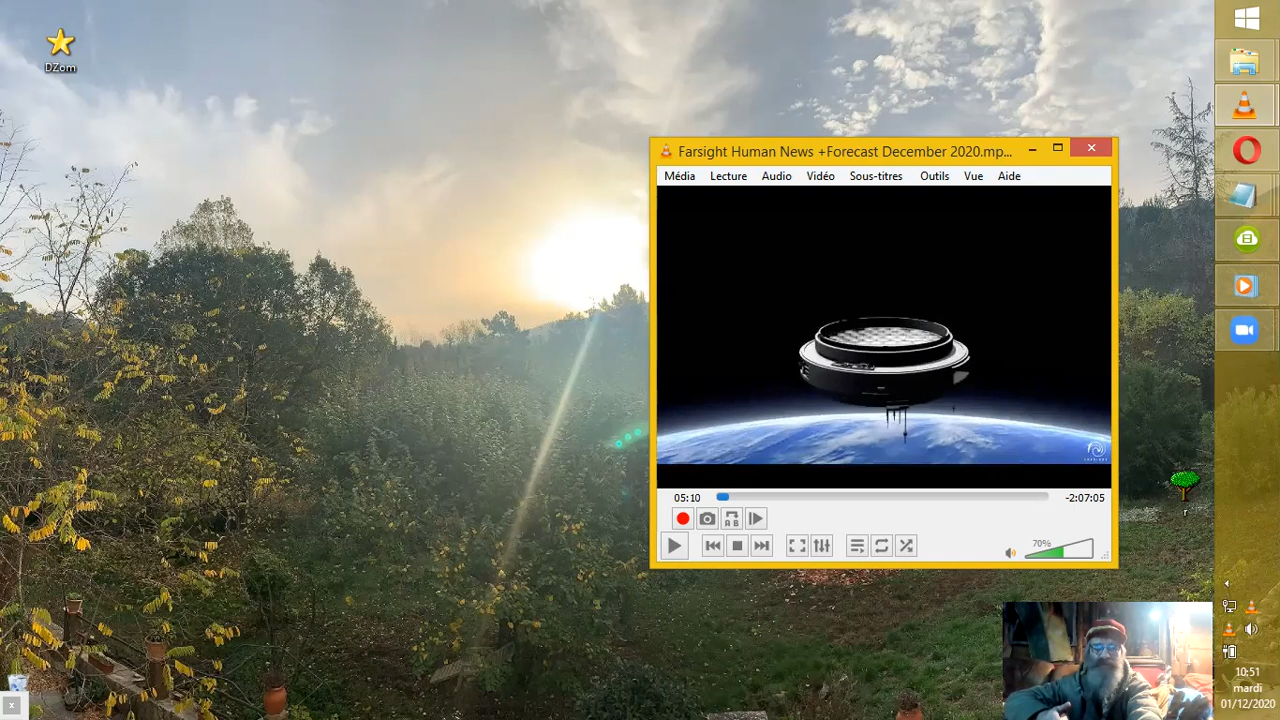 DZom
Farsight Human News +Forecast December 2020.mp...
Média Lecture Audio Vidéo Sous-titres Outils Vue Aide
05:10
-2:07:05
A B
70%
r
10:51
mardi
01/12/2020